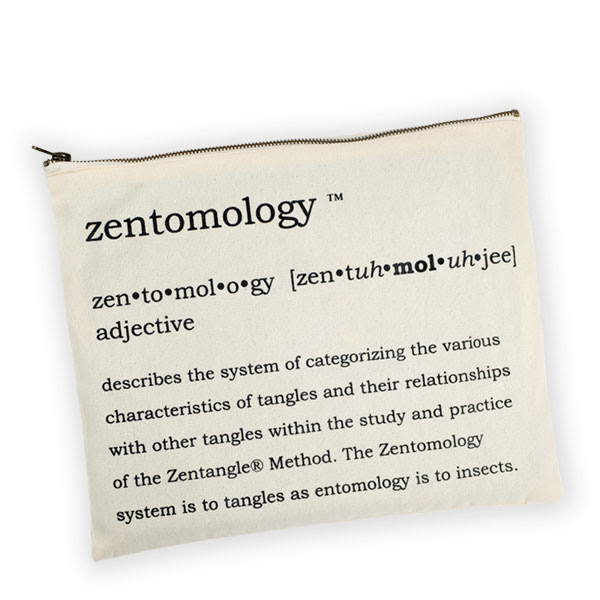 zentomology ™
zen•to•mol•o•gy [zen•tuh•mol•uh•jee]
adjective
describes the system of categorizing the various
characteristics of tangles and their relationships
with other tangles within the study and practice
of the Zentangle® Method. The Zentomology
system is to tangles as entomology is to insects.